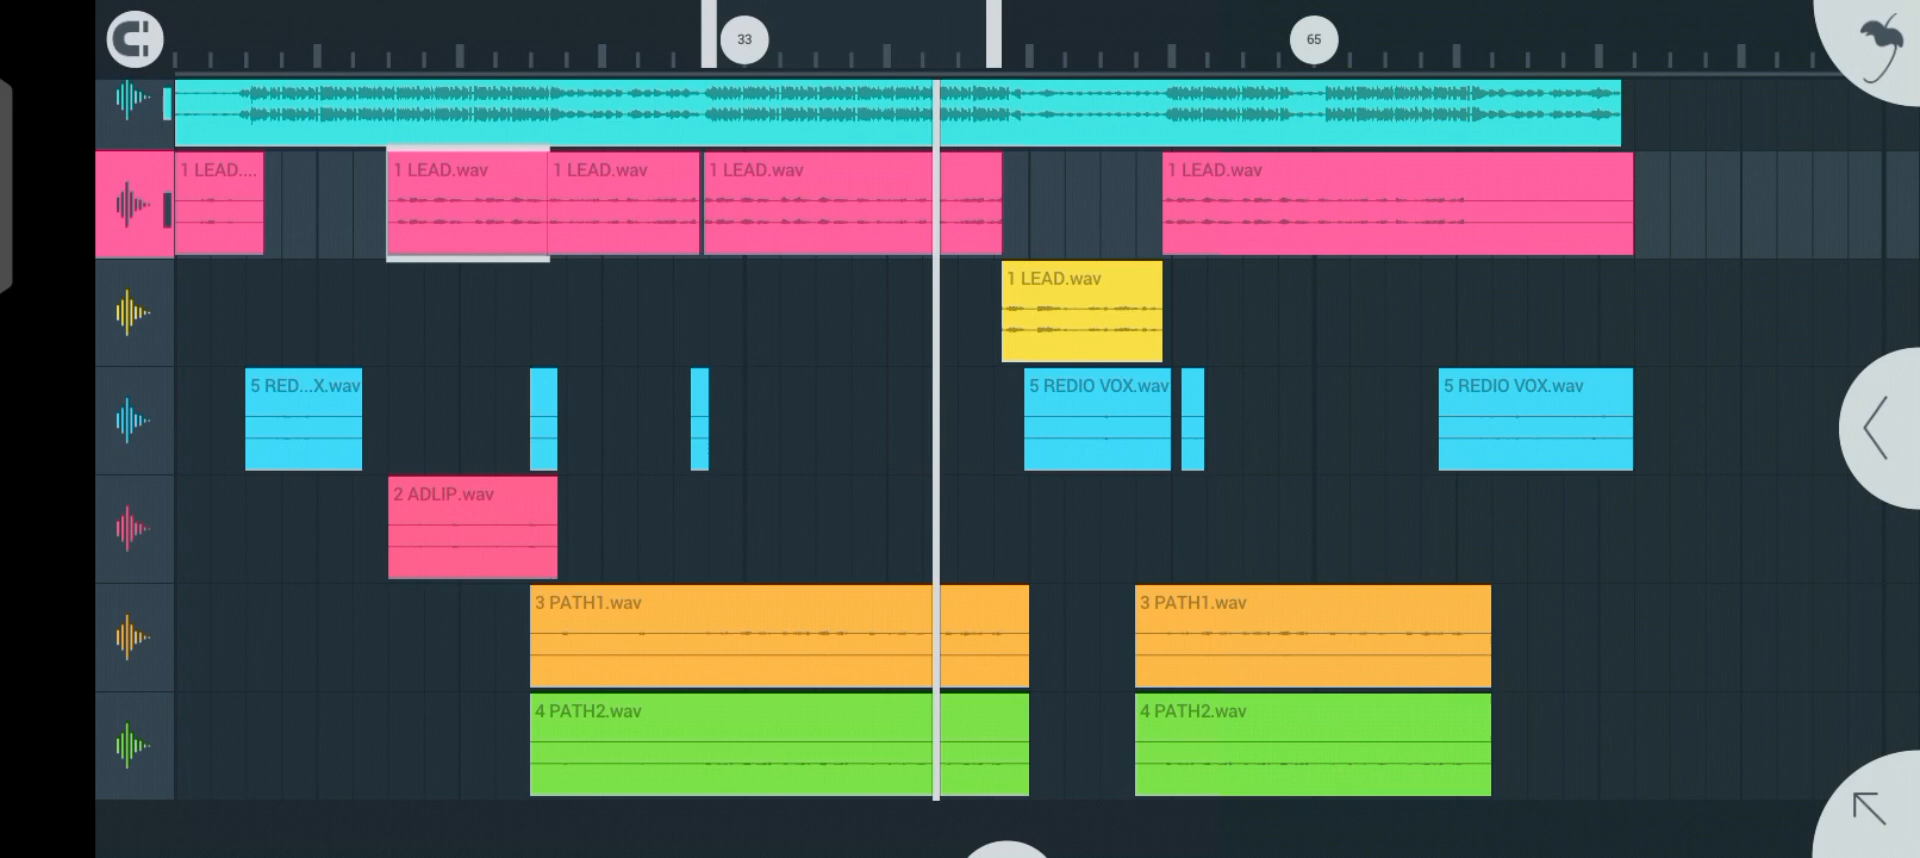 33
65
1 LEAD....
1 LEAD.wav
1 LEAD.wav
1 LEAD.wav
1 LEAD.wav
1 LEAD.wav
5 RED...X.wav
5 REDIO VOX.wav
5 REDIO VOX.wav
2 ADLIP.wav
3 PATH1.wav
3 PATH1.wav
4 PATH2.wav
4 PATH2.wav